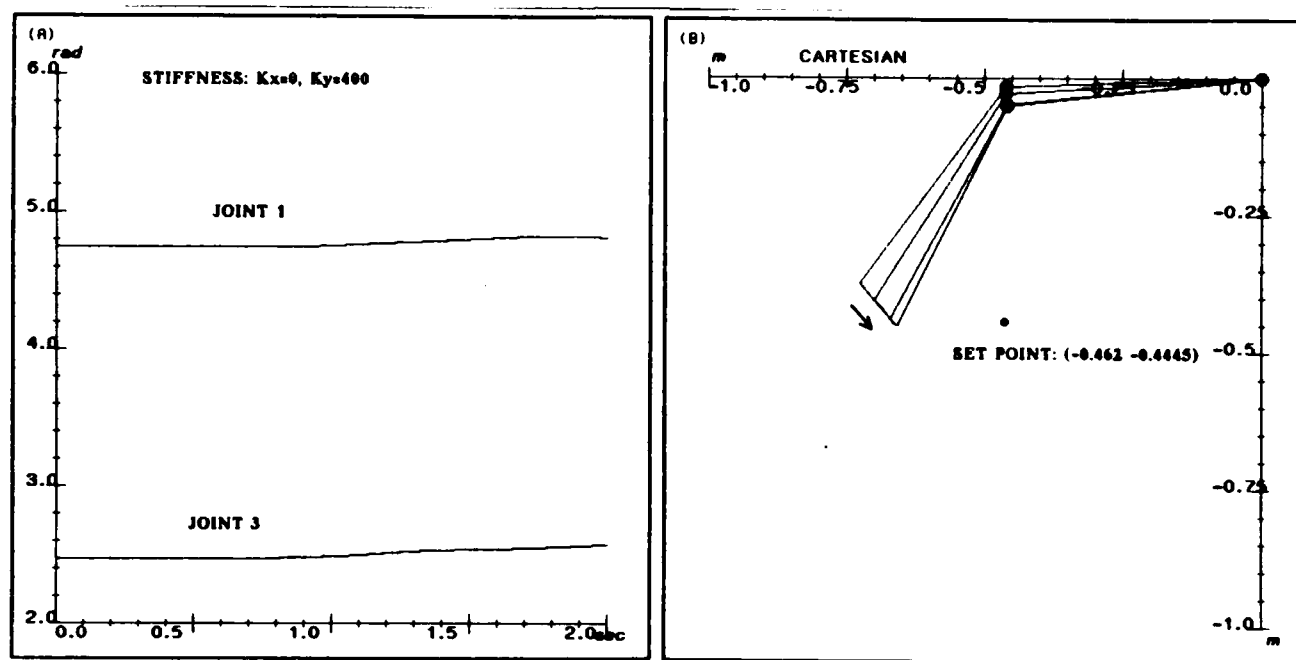 (A)
rad
6.0
STIFFNESS: Kx=0, Ky=400
5.0
JOINT 1
4.0
3.0
JOINT 3
2.0
0.0 0.5 1.0 1.5 2.0sec
(B)
m CARTESIAN
-1.0 -0.75 -0.5 0.0
-0.25
SET POINT: (-0.462 -0.4445) -0.5
-0.75
-1.0
m